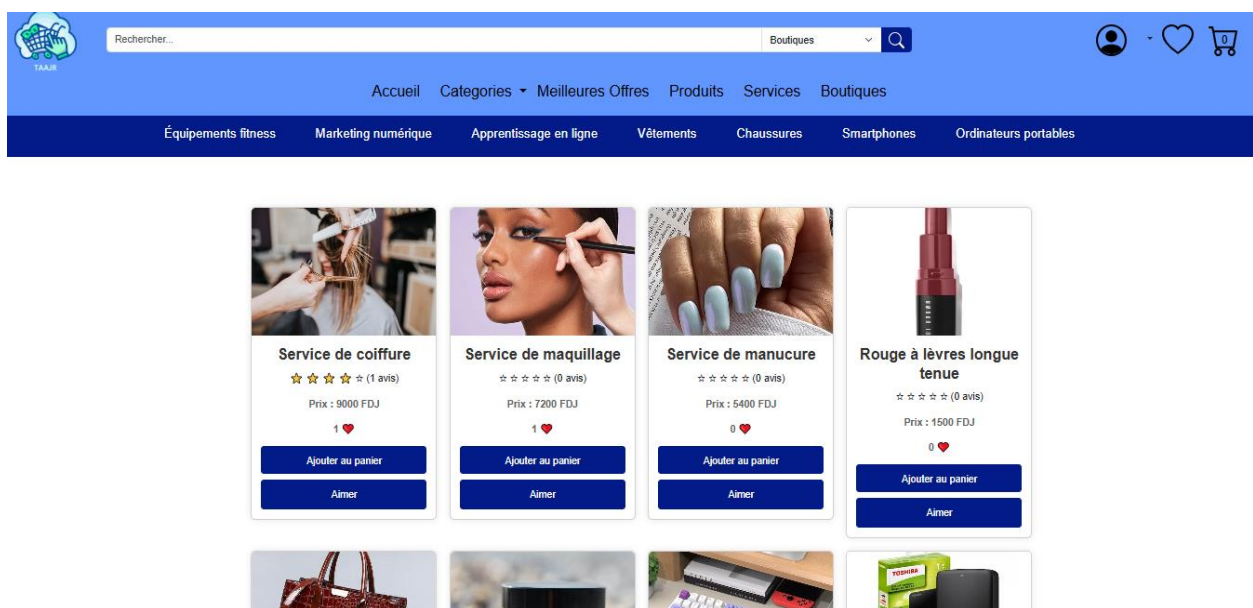 TAAJR
Rechercher...
Boutiques
0
Accueil Categories Meilleures Offres Produits Services Boutiques
Équipements fitness Marketing numérique Apprentissage en ligne Vêtements Chaussures Smartphones Ordinateurs portables
Service de coiffure
(1 avis)
Prix : 9000 FDJ
1
Ajouter au panier
Aimer
Service de maquillage
(0 avis)
Prix : 7200 FDJ
1
Ajouter au panier
Aimer
Service de manucure
(0 avis)
Prix : 5400 FDJ
0
Ajouter au panier
Aimer
Rouge à lèvres longue
tenue
(0 avis)
Prix : 1500 FDJ
0
Ajouter au panier
Aimer
TOSHIBA